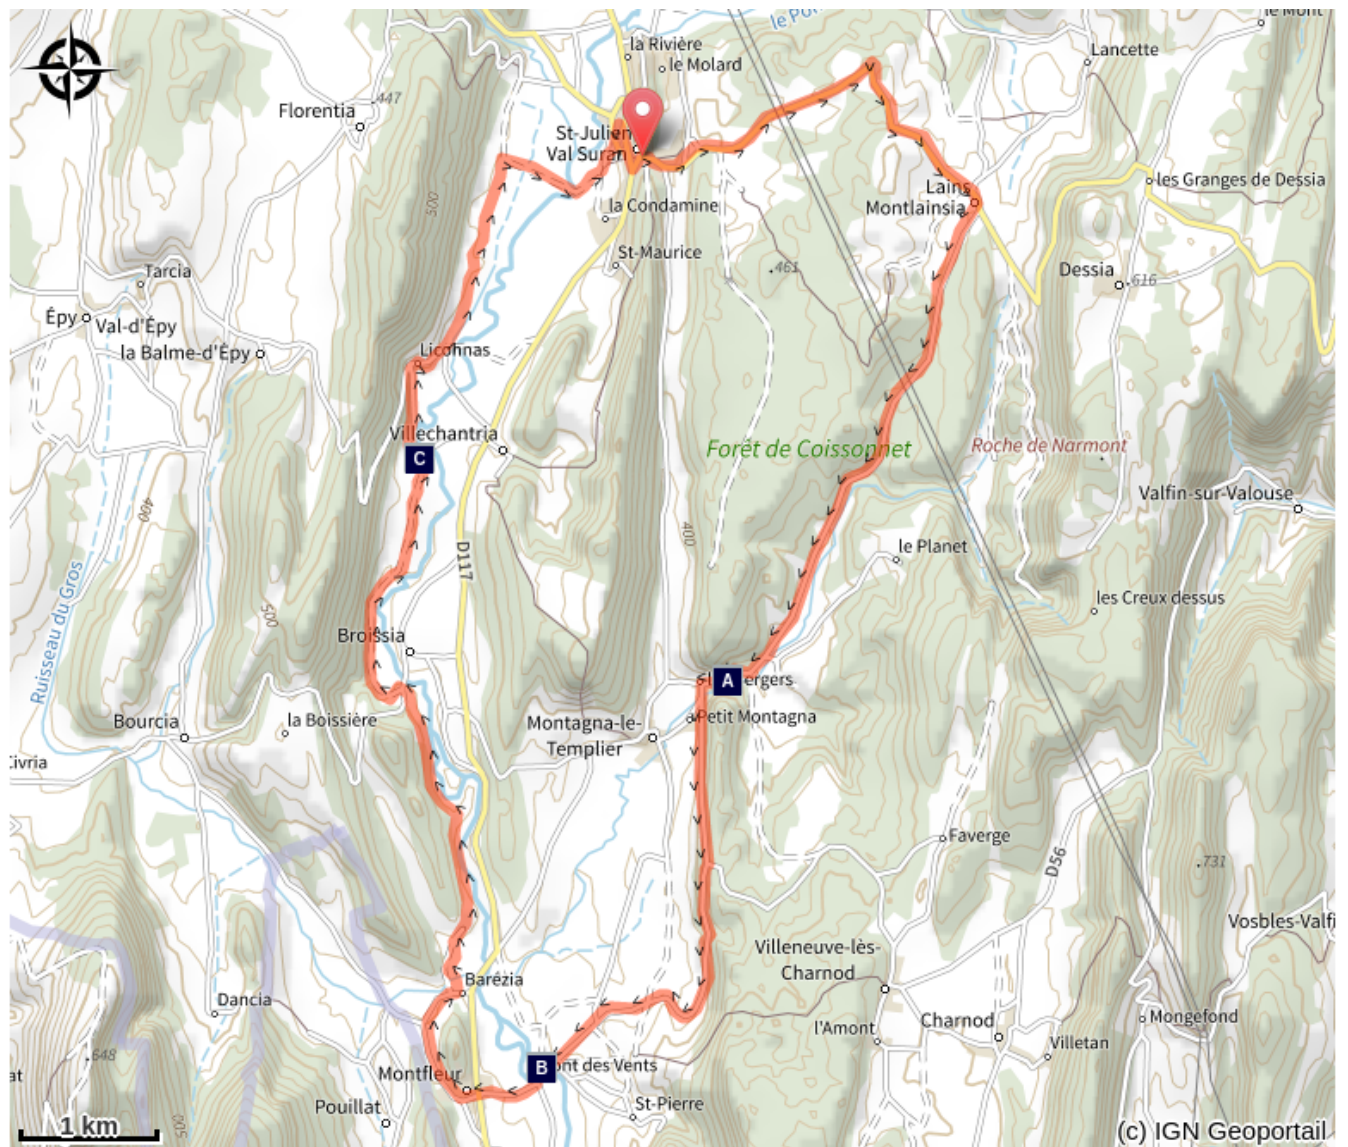 le Mont
la Rivière
le Molard
Lancette
Florentia
447
St-Julien
Val Suran
les Granges de Dessia
Lains
Montlainsia
500
la Condamine
St-Maurice
461
Dessia
616
Tarcia
Épy
Val-d'Épy
la Balme-d'Épy
Liconnas
Villechantria
Forêt de Coissonnet
Roche de Narmont
C
Valfin-sur-Valouse
400
400
D117
le Planet
les Creux dessus
Ruisseau du Gros
500
Broissia
A
Petit Montagna
Bourcia
la Boissière
Montagna-le-
Templier
Faverge
D56
731
Vosbles-Valfi
Villeneuve-lès-
Charnod
Barézia
Dancia
l'Amont
Charnod
Mongefond
Villetan
648
B
Montfleur
Pouillat
St-Pierre
500
1 km
(c) IGN Geoportail